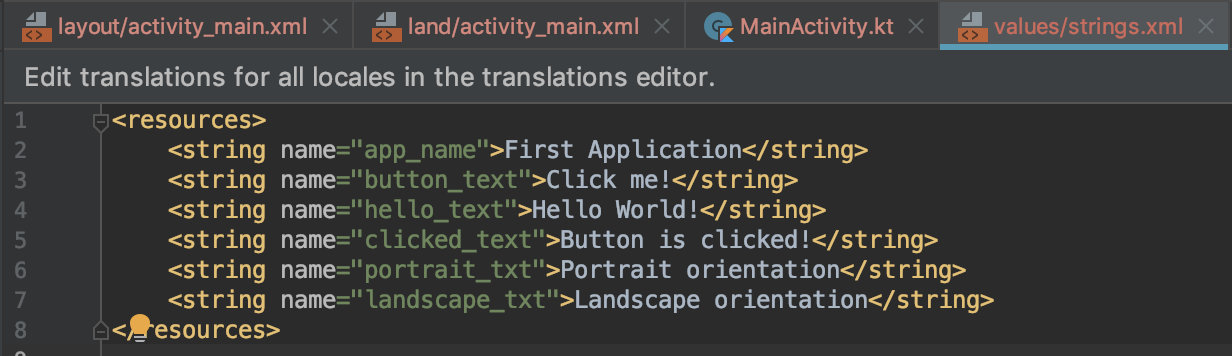 layout/activity_main.xml land/activity_main.xml MainActivity.kt values/strings.xml
Edit translations for all locales in the translations editor.
1 <resources>
2 <string name="app_name">First Application</string>
3 <string name="button_text">Click me!</string>
4 <string name="hello_text">Hello World!</string>
5 <string name="clicked_text">Button is clicked!</string>
6 <string name="portrait_txt">Portrait orientation</string>
7 <string name="landscape_txt">Landscape orientation</string>
8 </resources>